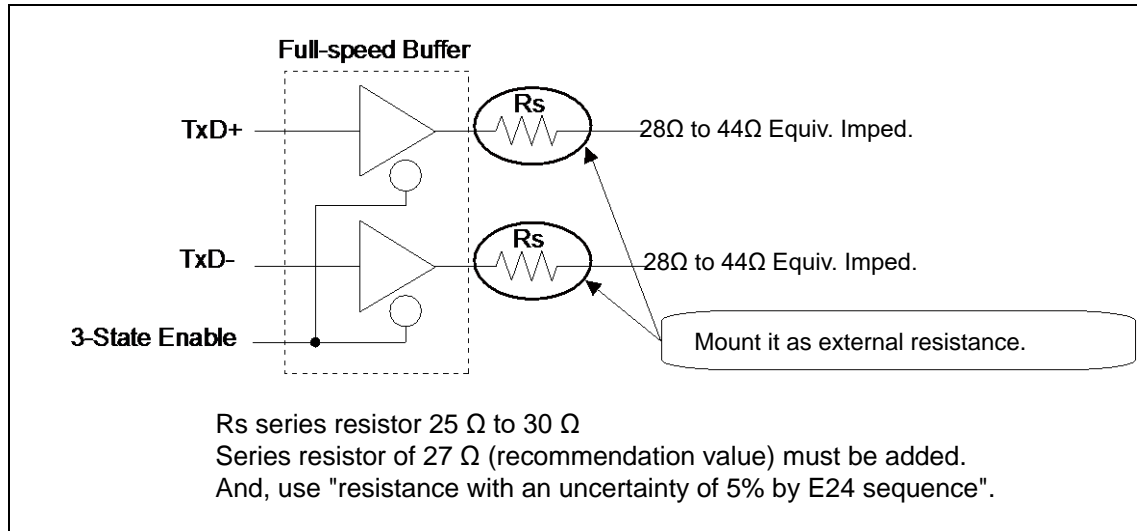 Full-speed Buffer
Rs
TxD+
28Ω to 44Ω Equiv. Imped.
Rs
TxD-
28Ω to 44Ω Equiv. Imped.
3-State Enable
Mount it as external resistance.
Rs series resistor 25 Ω to 30 Ω
Series resistor of 27 Ω (recommendation value) must be added.
And, use "resistance with an uncertainty of 5% by E24 sequence".